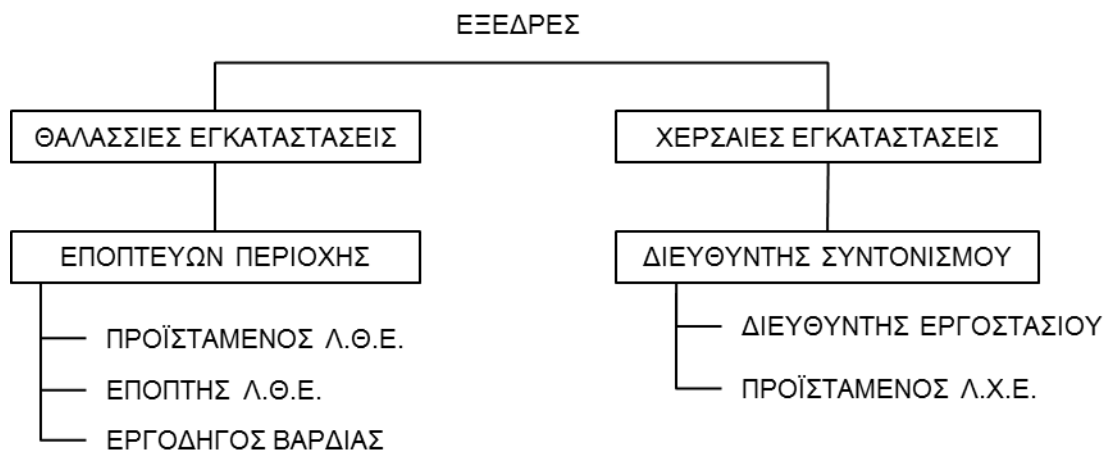 ΕΞΕΔΡΕΣ
ΘΑΛΑΣΣΙΕΣ ΕΓΚΑΤΑΣΤΑΣΕΙΣ
ΧΕΡΣΑΙΕΣ ΕΓΚΑΤΑΣΤΑΣΕΙΣ
ΕΠΟΠΤΕΥΩΝ ΠΕΡΙΟΧΗΣ
ΔΙΕΥΘΥΝΤΗΣ ΣΥΝΤΟΝΙΣΜΟΥ
ΠΡΟΪΣΤΑΜΕΝΟΣ Λ.Θ.Ε.
ΕΠΟΠΤΗΣ Λ.Θ.Ε.
ΕΡΓΟΔΗΓΟΣ ΒΑΡΔΙΑΣ
ΔΙΕΥΘΥΝΤΗΣ ΕΡΓΟΣΤΑΣΙΟΥ
ΠΡΟΪΣΤΑΜΕΝΟΣ Λ.Χ.Ε.